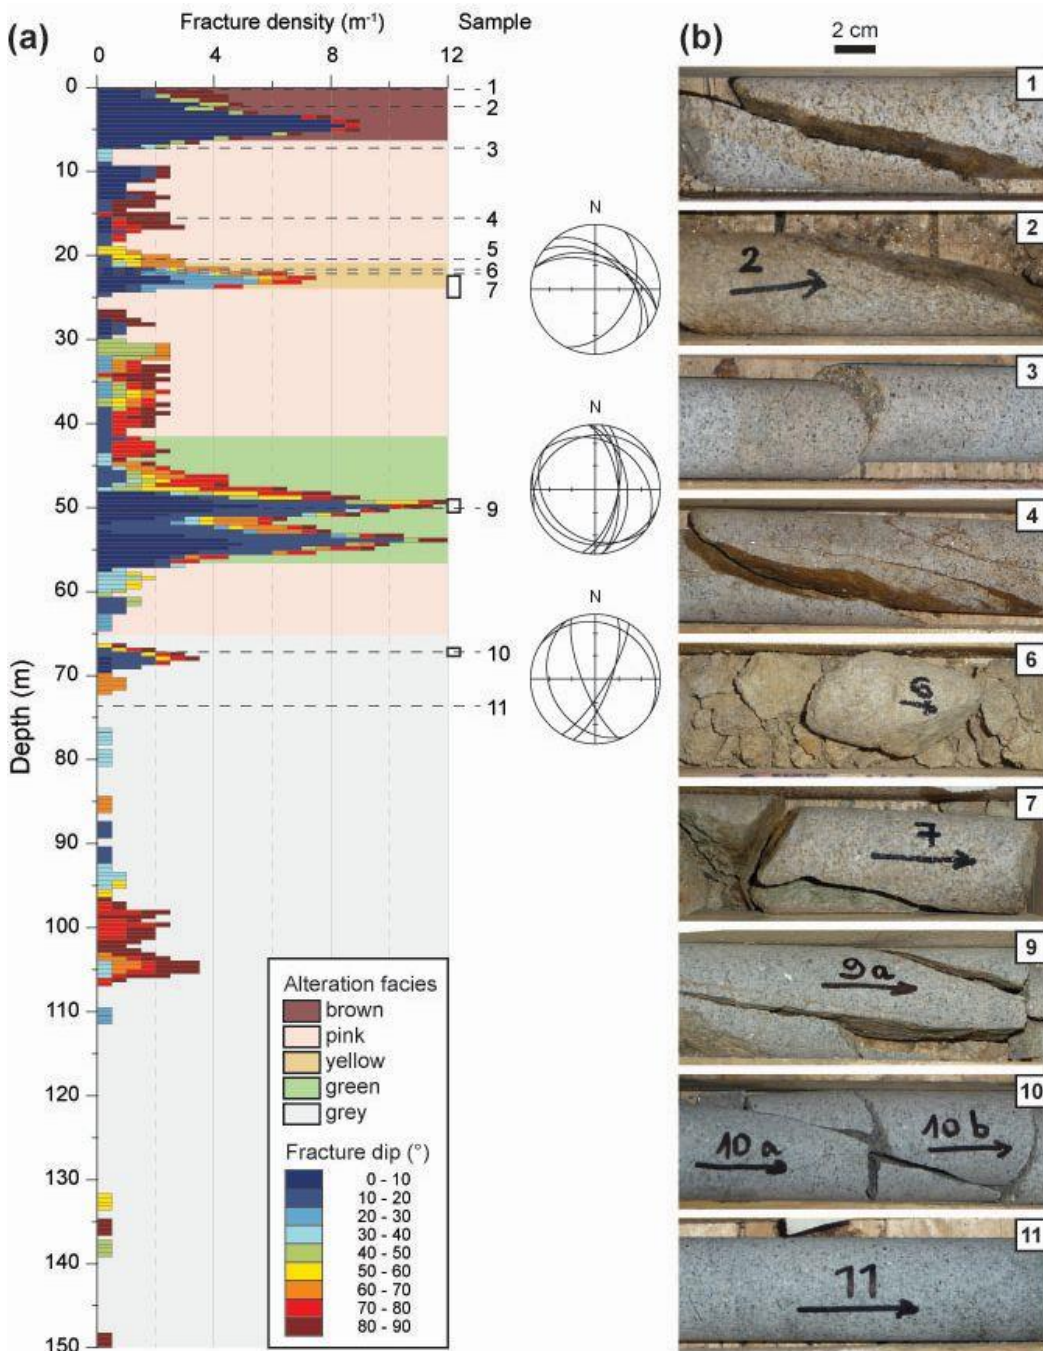 (a)
Fracture density (m⁻¹)
Sample
0 4 8 12
Depth (m)
0
10
20
30
40
50
60
70
80
90
100
110
120
130
140
150
1
2
3
4
5
6
7
9
10
11
N
N
N
Alteration facies
brown
pink
yellow
green
grey
Fracture dip (°)
0 - 10
10 - 20
20 - 30
30 - 40
40 - 50
50 - 60
60 - 70
70 - 80
80 - 90
(b)
2 cm
1
2
2
3
4
6
6
7
7
9
9a
10
10a
10b
11
11